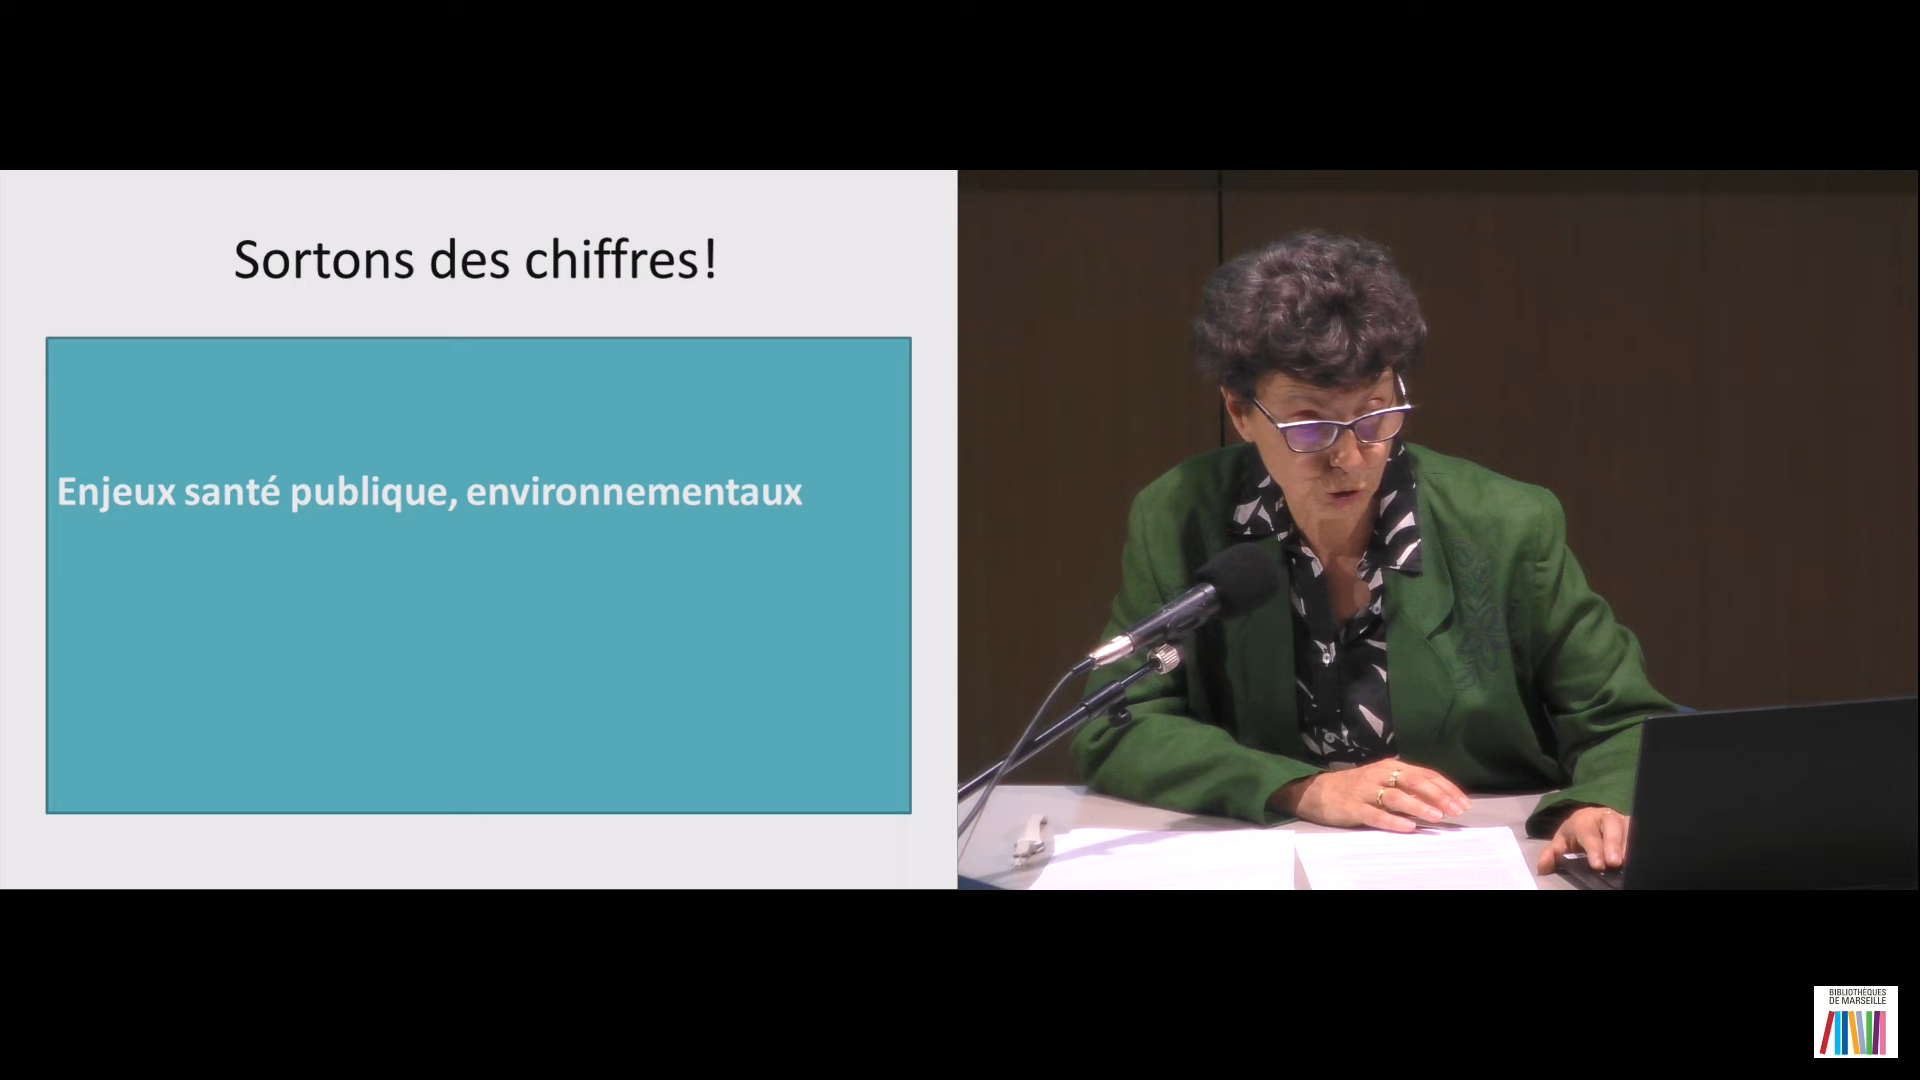 Sortons des chiffres!
Enjeux santé publique, environnementaux
BIBLIOTHÈQUES
DE MARSEILLE